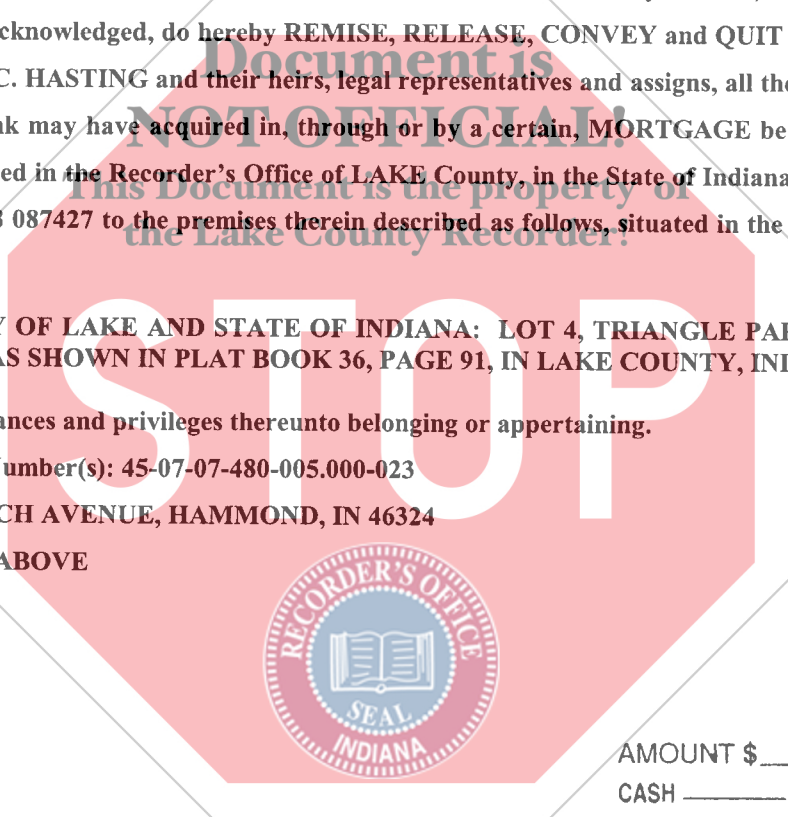 cknowledged, do hereby REMISE, RELEASE, CONVEY and QUIT
Document is
C. HASTING and their heirs, legal representatives and assigns, all the
NOT OFFICIAL!
nk may have acquired in, through or by a certain, MORTGAGE be
ed in the Recorder's Office of LAKE County, in the State of Indiana
This Document is the property of
087427 to the premises therein described as follows, situated in the
the Lake County Recorder!
Y OF LAKE AND STATE OF INDIANA: LOT 4, TRIANGLE PAR
AS SHOWN IN PLAT BOOK 36, PAGE 91, IN LAKE COUNTY, INI
STOP
ances and privileges thereunto belonging or appertaining.
umber(s): 45-07-07-480-005.000-023
CH AVENUE, HAMMOND, IN 46324
ABOVE
RECORDER'S OFFICE
SEAL
INDIANA
AMOUNT $
CASH